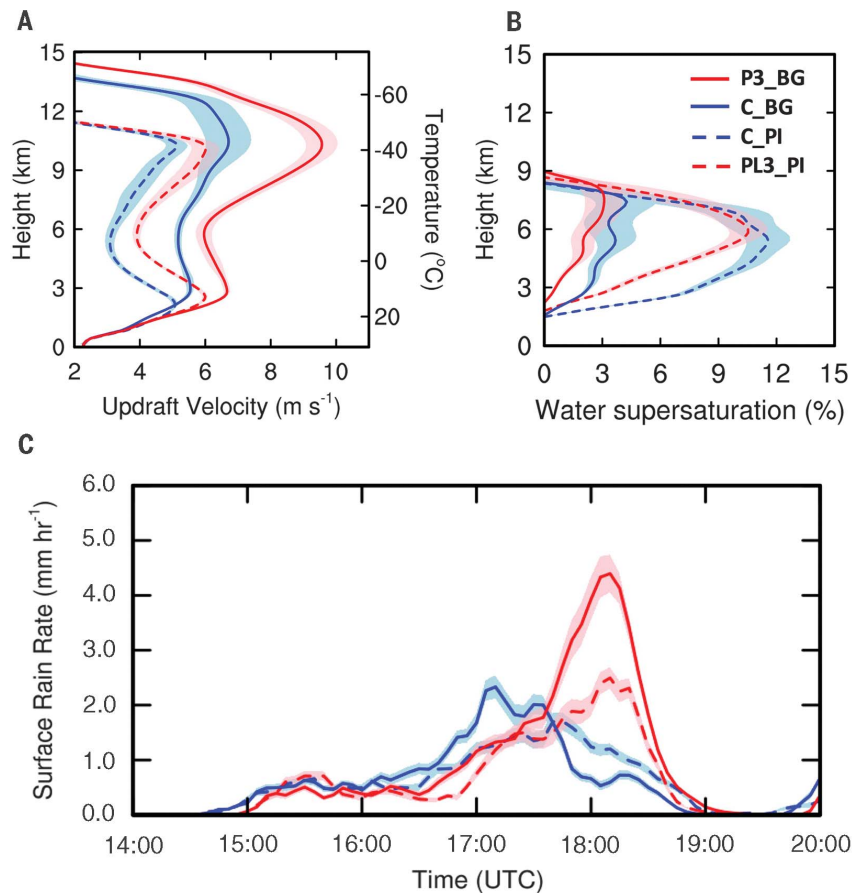 A
15
12
9
6
3
0
Height (km)
2 4 6 8 10
Updraft Velocity (m s⁻¹)
-60
-40
-20
0
20
Temperature (°C)
B
15
12
9
6
3
0
Height (km)
P3_BG
C_BG
C_PI
PL3_PI
0 3 6 9 12 15
Water supersaturation (%)
C
6.0
5.0
4.0
3.0
2.0
1.0
0.0
Surface Rain Rate (mm hr⁻¹)
14:00 15:00 16:00 17:00 18:00 19:00 20:00
Time (UTC)